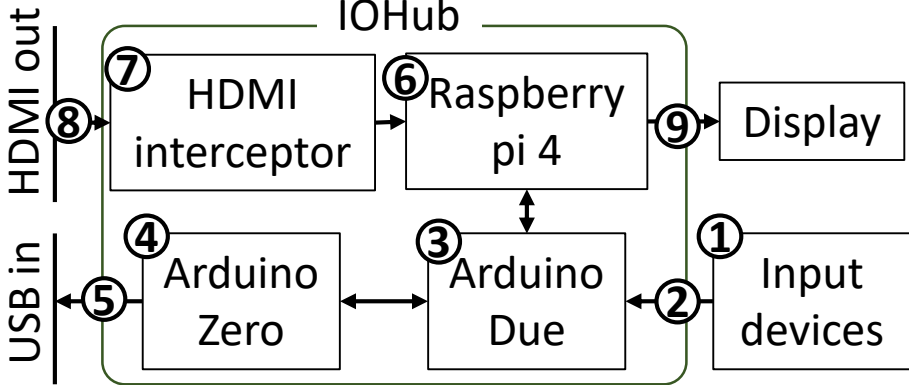 IOHub
HDMI out
8
7
HDMI
interceptor
6
Raspberry
pi 4
9
Display
USB in
5
4
Arduino
Zero
3
Arduino
Due
2
1
Input
devices